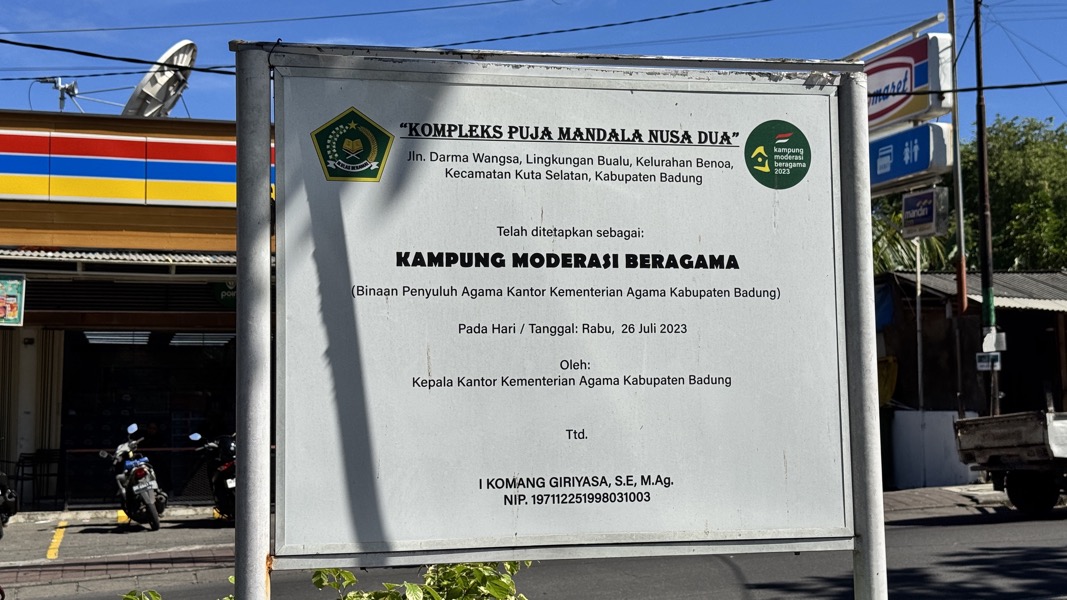 "KOMPLEKS PUJA MANDALA NUSA DUA"
Jln. Darma Wangsa, Lingkungan Bualu, Kelurahan Benoa,
Kecamatan Kuta Selatan, Kabupaten Badung
kampung
moderasi
beragama
2023
Telah ditetapkan sebagai:
KAMPUNG MODERASI BERAGAMA
(Binaan Penyuluh Agama Kantor Kementerian Agama Kabupaten Badung)
Pada Hari / Tanggal: Rabu, 26 Juli 2023
Oleh:
Kepala Kantor Kementerian Agama Kabupaten Badung
Ttd.
I KOMANG GIRIYASA, S.E, M.Ag.
NIP. 197112251998031003
maret
mandiri